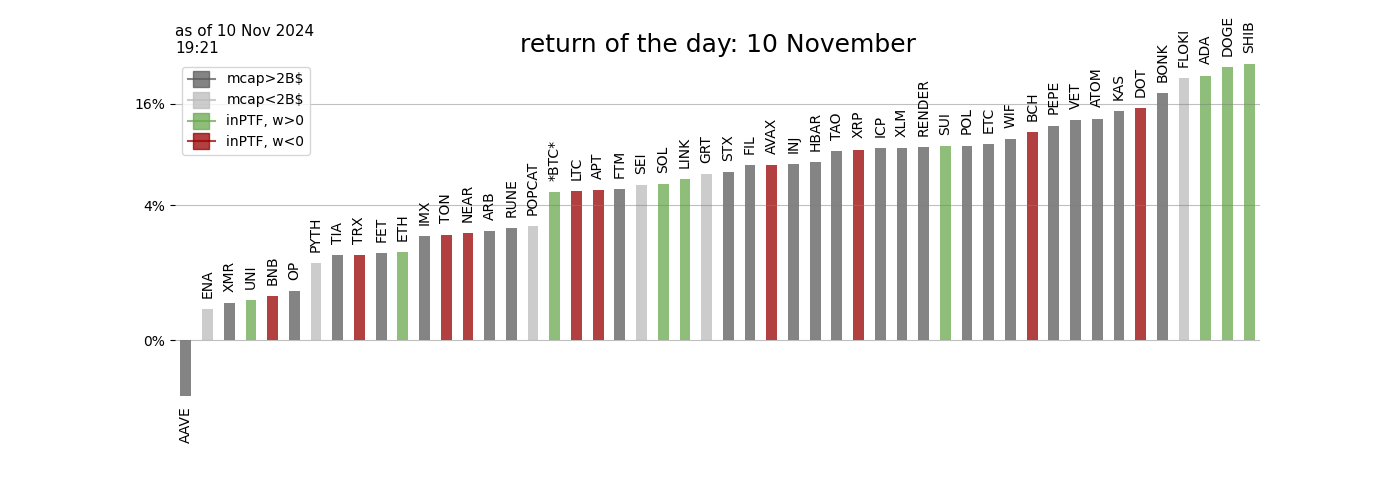 as of 10 Nov 2024
19:21
return of the day: 10 November
mcap>2B$
mcap<2B$
inPTF, w>0
inPTF, w<0
16%
4%
0%
AAVE
ENA
XMR
UNI
BNB
OP
PYTH
TIA
TRX
FET
ETH
IMX
TON
NEAR
ARB
RUNE
POPCAT
*BTC*
LTC
APT
FTM
SEI
SOL
LINK
GRT
STX
FIL
AVAX
INJ
HBAR
TAO
XRP
ICP
XLM
RENDER
SUI
POL
ETC
WIF
BCH
PEPE
VET
ATOM
KAS
DOT
BONK
FLOKI
ADA
DOGE
SHIB